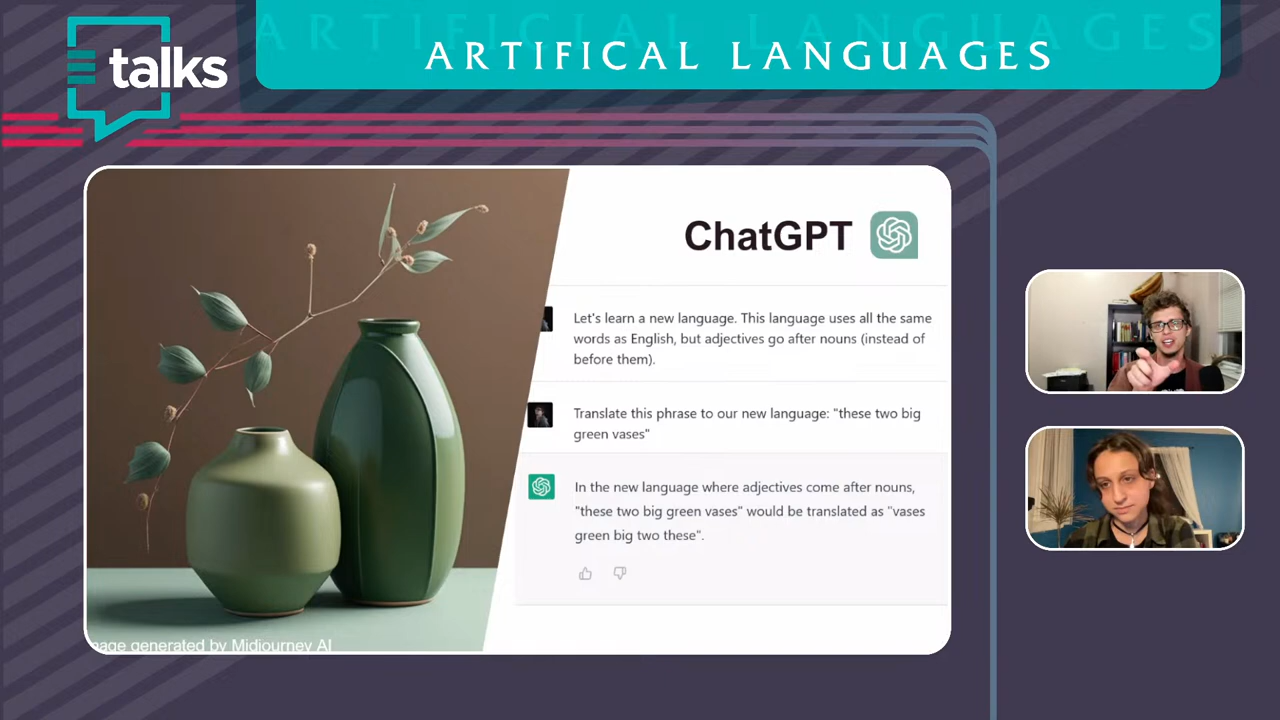 ARTIFICIAL LANGUAGES
talks
ARTIFICAL LANGUAGES
ChatGPT
Let's learn a new language. This language uses all the same
words as English, but adjectives go after nouns (instead of
before them).
Translate this phrase to our new language: "these two big
green vases"
In the new language where adjectives come after nouns,
"these two big green vases" would be translated as "vases
green big two these".
age generated by Midjourney AI